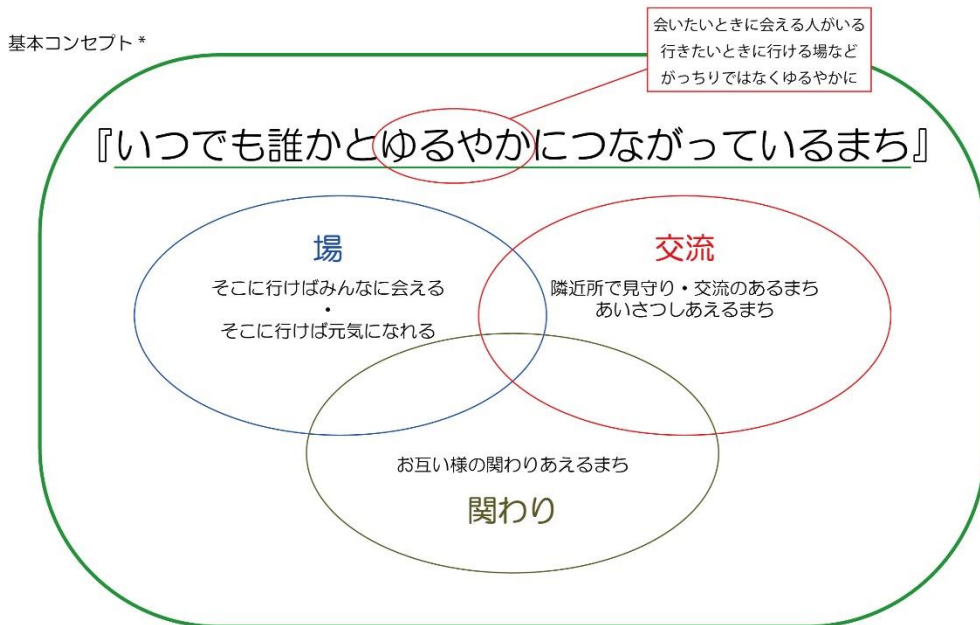 基本コンセプト *
会いたいときに会える人がいる
行きたいときに行ける場など
がっちりではなくゆるやかに
『いつでも誰かとゆるやかにつながっているまち』
場
そこに行けばみんなに会える
・
そこに行けば元気になれる
交流
隣近所で見守り・交流のあるまち
あいさつしあえるまち
お互い様の関わりあえるまち
関わり